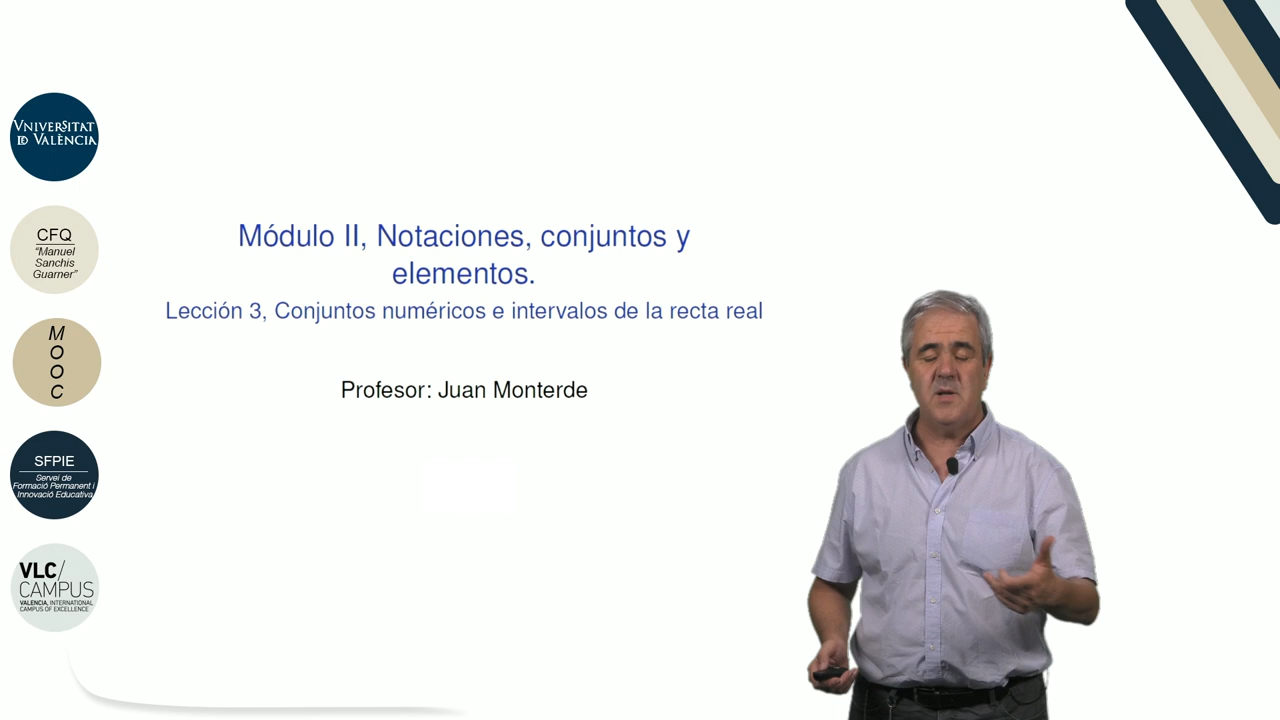 VNIVERSITAT
ID VALÈNCIA
CFQ
"Manuel
Sanchis
Guarner"
M
O
O
C
SFPIE
Servei de
Formació Permanent i
Innovació Educativa
VLC/
CAMPUS
VALENCIA, INTERNATIONAL
CAMPUS OF EXCELLENCE
Módulo II, Notaciones, conjuntos y
elementos.
Lección 3, Conjuntos numéricos e intervalos de la recta real
Profesor: Juan Monterde